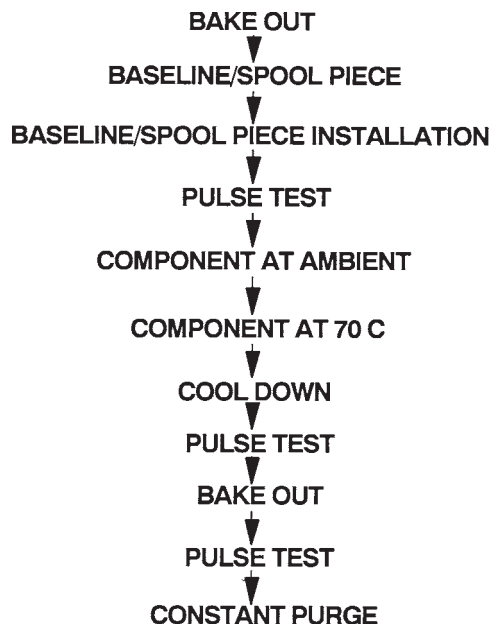 BAKE OUT
BASELINE/SPOOL PIECE
BASELINE/SPOOL PIECE INSTALLATION
PULSE TEST
COMPONENT AT AMBIENT
COMPONENT AT 70 C
COOL DOWN
PULSE TEST
BAKE OUT
PULSE TEST
CONSTANT PURGE